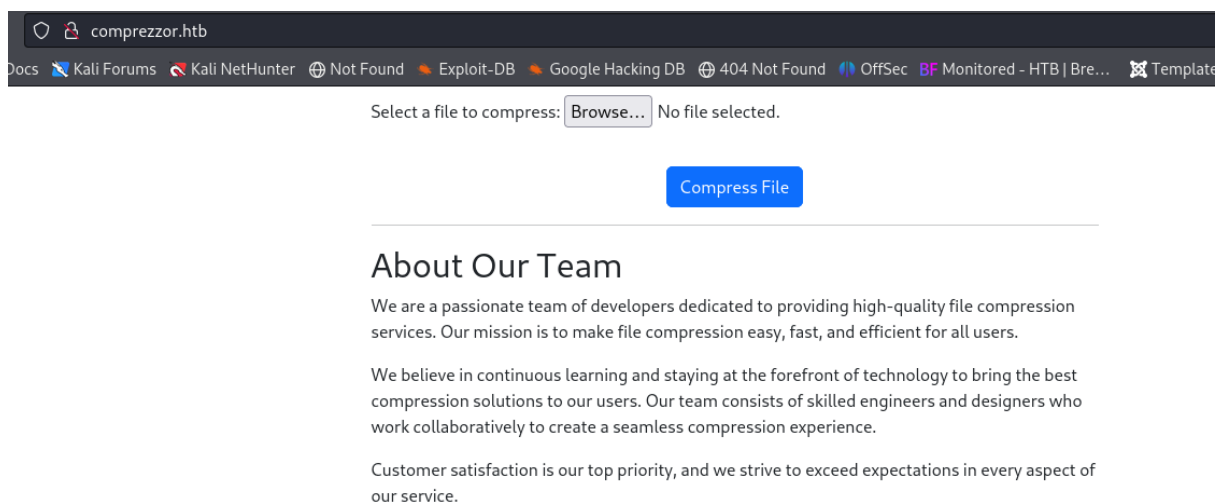 comprezzor.htb
Docs Kali Forums Kali NetHunter Not Found Exploit-DB Google Hacking DB 404 Not Found OffSec BF Monitored - HTB | Bre... Template
Select a file to compress: Browse... No file selected.
Compress File
About Our Team
We are a passionate team of developers dedicated to providing high-quality file compression
services. Our mission is to make file compression easy, fast, and efficient for all users.
We believe in continuous learning and staying at the forefront of technology to bring the best
compression solutions to our users. Our team consists of skilled engineers and designers who
work collaboratively to create a seamless compression experience.
Customer satisfaction is our top priority, and we strive to exceed expectations in every aspect of
our service.